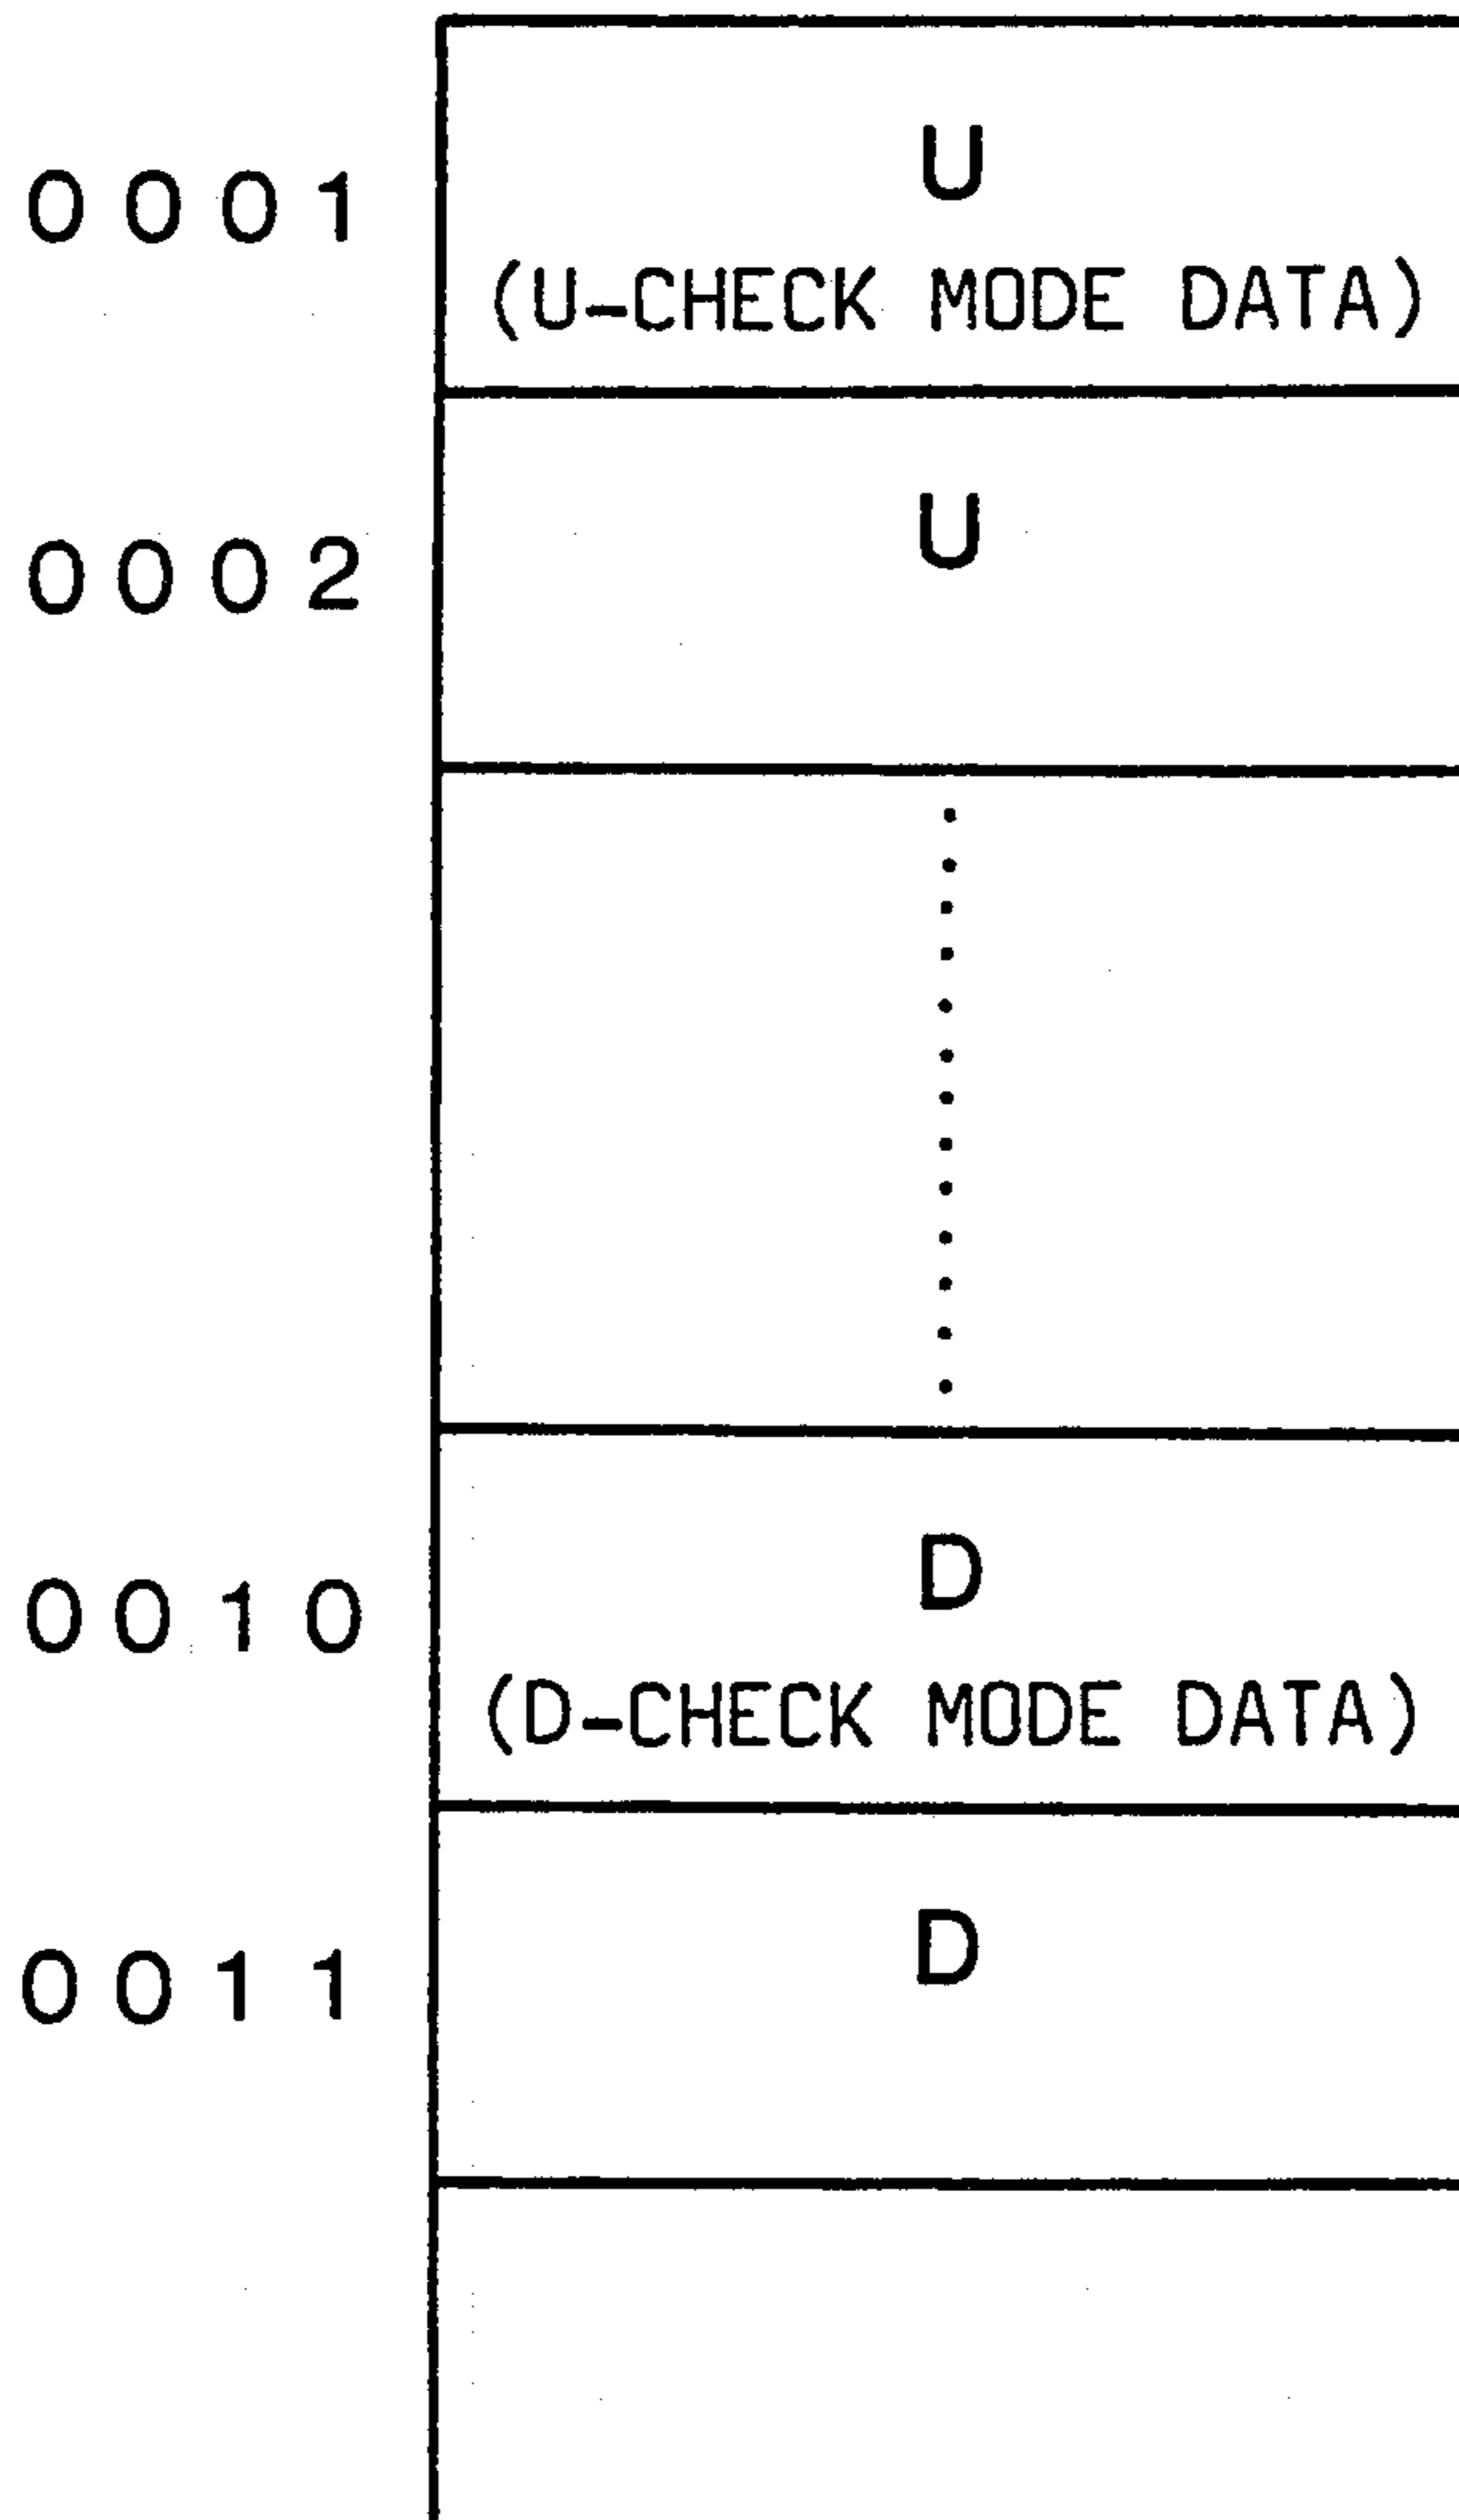 U
0001
(U-CHECK MODE DATA)
U
0002
D
0010
(D-CHECK MODE DATA)
D
0011